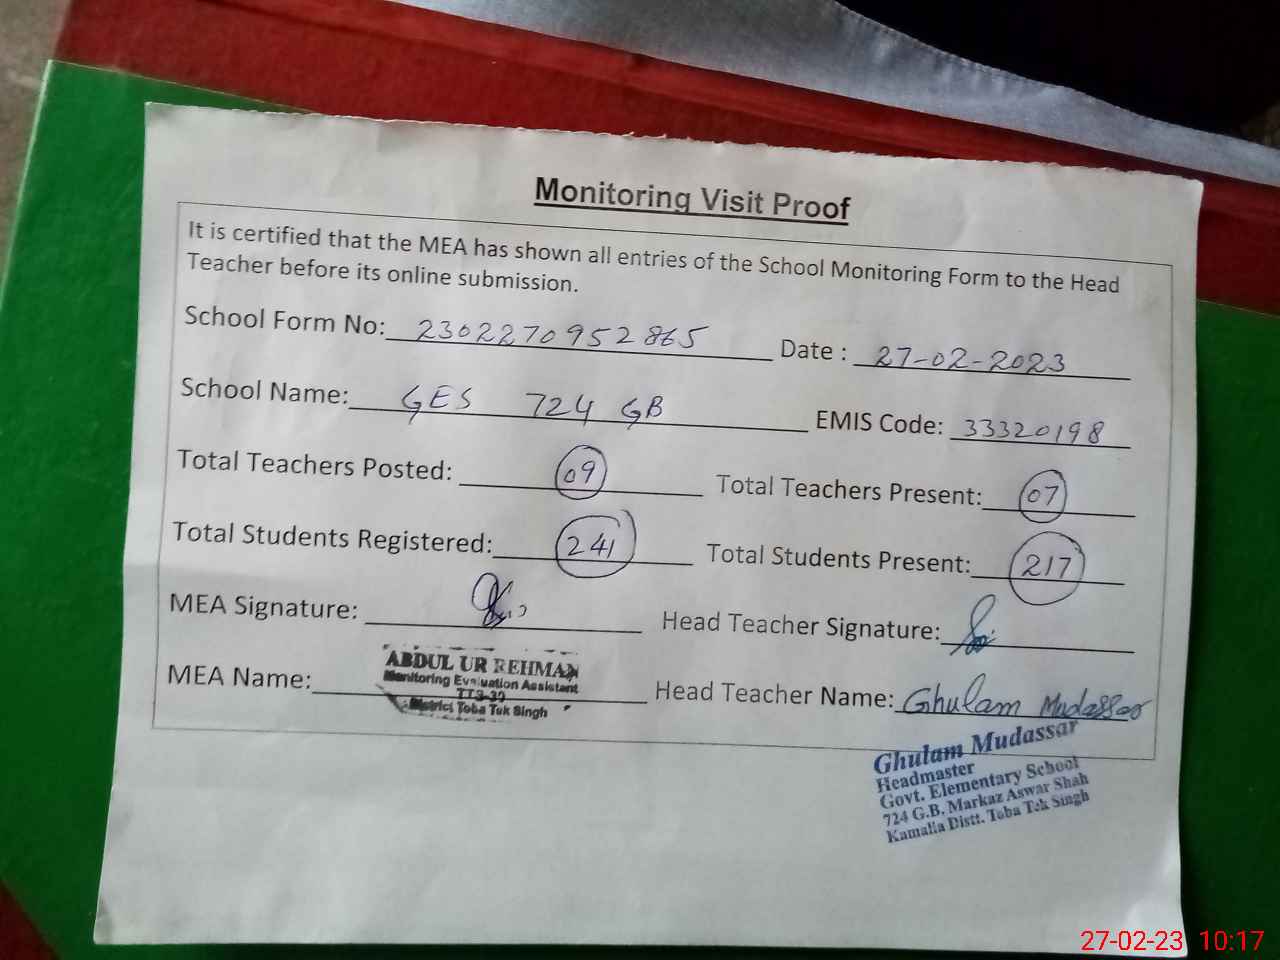 Monitoring Visit Proof
It is certified that the MEA has shown all entries of the School Monitoring Form to the Head
Teacher before its online submission.
School Form No: 2302270952865 Date : 27-02-2023
School Name: GES 724 GB EMIS Code: 33320198
Total Teachers Posted: 09 Total Teachers Present: 07
Total Students Registered: 241 Total Students Present: 217
MEA Signature: Head Teacher Signature:
MEA Name: Head Teacher Name: Ghulam Mudassar
ABDUL UR REHMAN
Monitoring Evaluation Assistant
TTS-30
District Toba Tek Singh
Ghulam Mudassar
Headmaster
Govt. Elementary School
724 G.B. Markaz Aswar Shah
Kamalia Distt. Toba Tek Singh
27-02-23 10:17